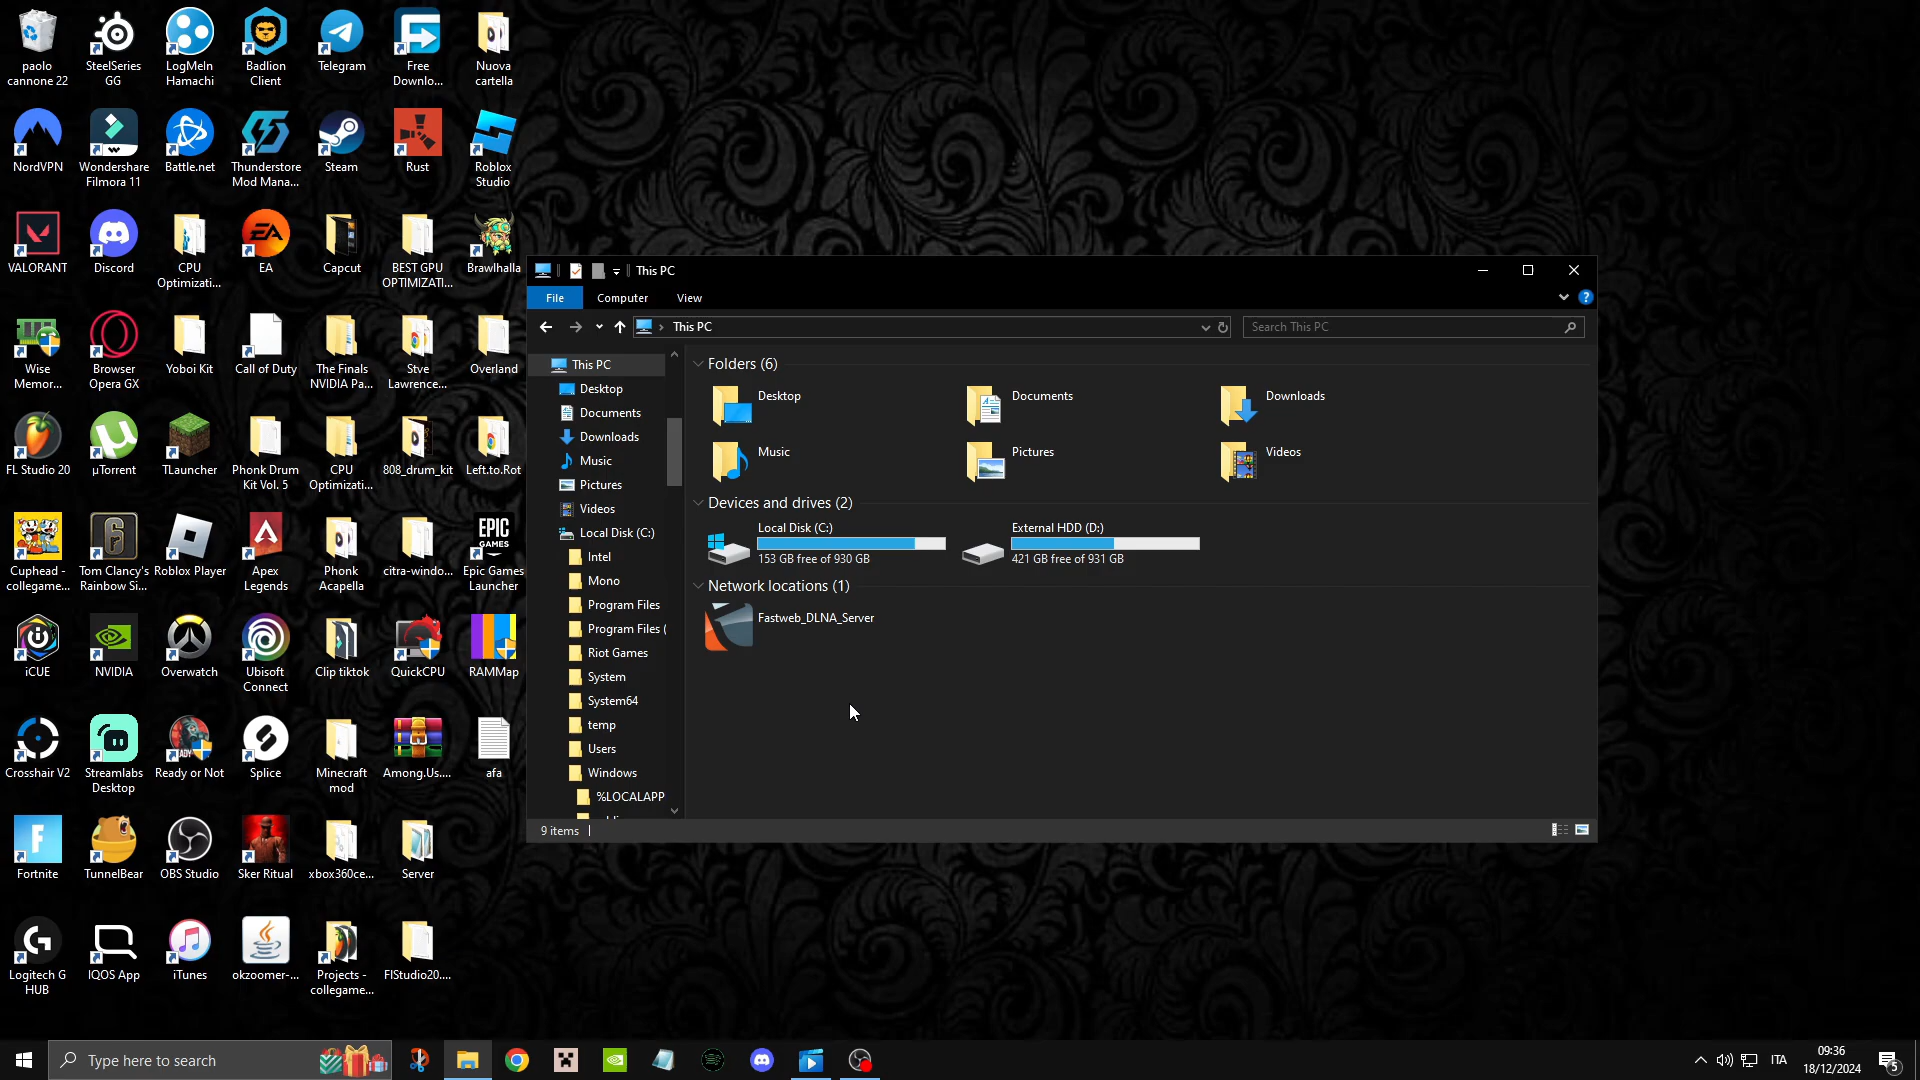 paolo
cannone 22
SteelSeries
GG
LogMeIn
Hamachi
Badlion
Client
Telegram
Free
Downlo...
Nuova
cartella
NordVPN
Wondershare
Filmora 11
Battle.net
Thunderstore
Mod Mana...
Steam
Rust
Roblox
Studio
VALORANT
Discord
CPU
Optimizati...
EA
Capcut
BEST GPU
OPTIMIZATI...
Brawlhalla
Wise
Memor...
Browser
Opera GX
Yoboi Kit
Call of Duty
The Finals
NVIDIA Pa...
Stve
Lawrence...
Overland
FL Studio 20
µTorrent
TLauncher
Phonk Drum
Kit Vol. 5
CPU
Optimizati...
808_drum_kit
Left.to.Rot
Cuphead -
collegame...
Tom Clancy's
Rainbow Si...
Roblox Player
Apex
Legends
Phonk
Acapella
citra-windo...
EPIC
GAMES
Epic Games
Launcher
iCUE
NVIDIA
Overwatch
Ubisoft
Connect
Clip tiktok
QuickCPU
RAMMap
Crosshair V2
Streamlabs
Desktop
Ready or Not
Splice
Minecraft
mod
Among.Us....
afa
Fortnite
TunnelBear
OBS Studio
Sker Ritual
xbox360ce...
Server
Logitech G
HUB
IQOS App
iTunes
okzoomer-...
Projects -
collegame...
FlStudio20....
This PC
File
Computer
View
?
This PC
Search This PC
This PC
Desktop
Documents
Downloads
Music
Pictures
Videos
Local Disk (C:)
Intel
Mono
Program Files
Program Files (
Riot Games
System
System64
temp
Users
Windows
%LOCALAPP
Folders (6)
Desktop
Documents
Downloads
Music
Pictures
Videos
Devices and drives (2)
Local Disk (C:)
153 GB free of 930 GB
External HDD (D:)
421 GB free of 931 GB
Network locations (1)
Fastweb_DLNA_Server
9 items
Type here to search
ITA
09:36
18/12/2024
5